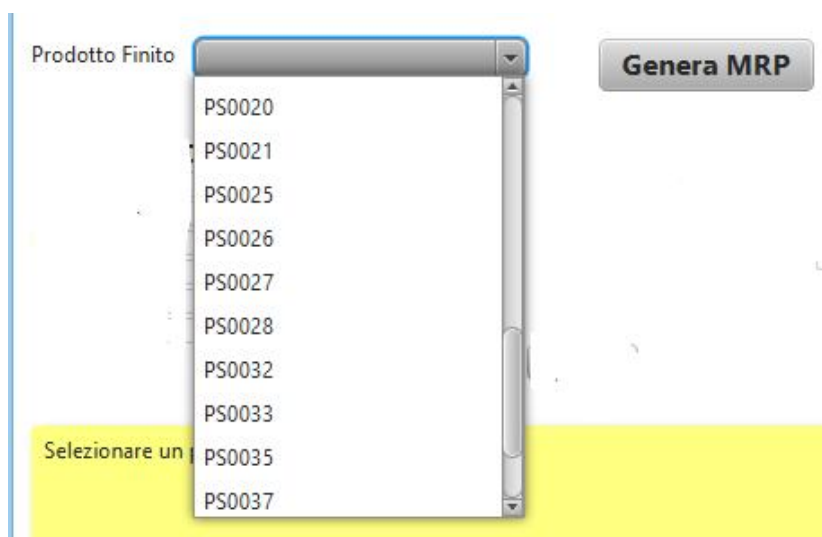 Prodotto Finito
Genera MRP
PS0020
PS0021
PS0025
PS0026
PS0027
PS0028
PS0032
PS0033
PS0035
PS0037
Selezionare un